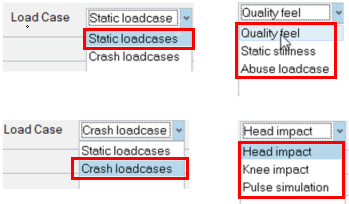 Load Case Static loadcase Quality feel
Static loadcases Quality feel
Crash loadcases Static stiffness
Abuse loadcase
Load Case Crash loadcase Head impact
Static loadcases Head impact
Crash loadcases Knee impact
Pulse simulation